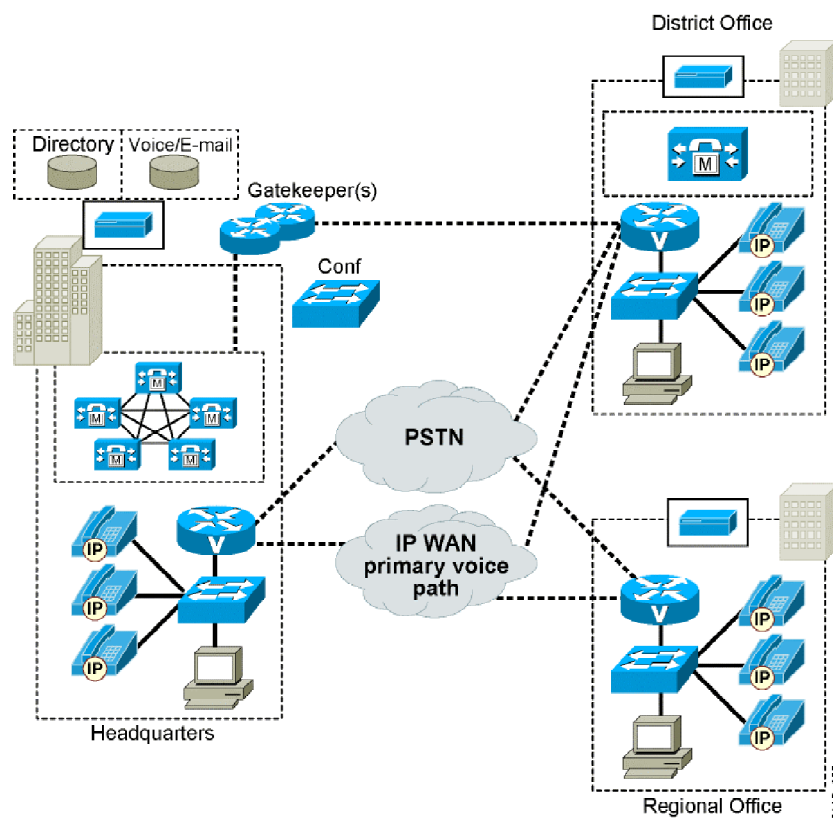 District Office
Directory
Voice/E-mail
Gatekeeper(s)
M
V
IP
IP
IP
Conf
M
M
M
M
M
PSTN
IP WAN
primary voice
path
V
IP
IP
IP
Headquarters
V
IP
IP
IP
Regional Office